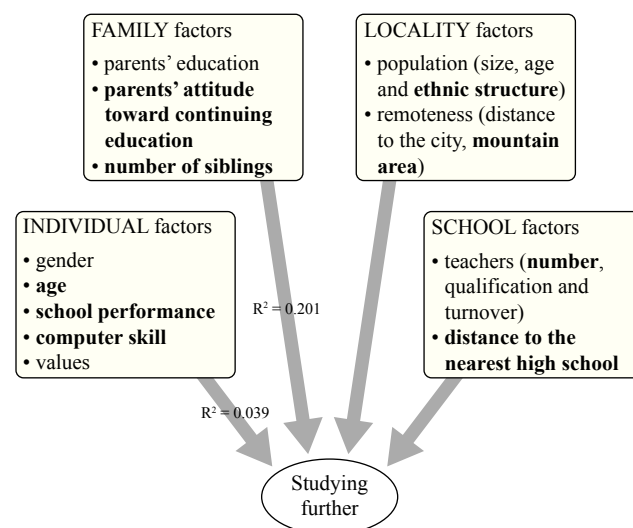 FAMILY factors
• parents’ education
• parents’ attitude
toward continuing
education
• number of siblings
LOCALITY factors
• population (size, age
and ethnic structure)
• remoteness (distance
to the city, mountain
area)
INDIVIDUAL factors
• gender
• age
• school performance
• computer skill
• values
SCHOOL factors
• teachers (number,
qualification and
turnover)
• distance to the
nearest high school
R² = 0.201
R² = 0.039
Studying
further